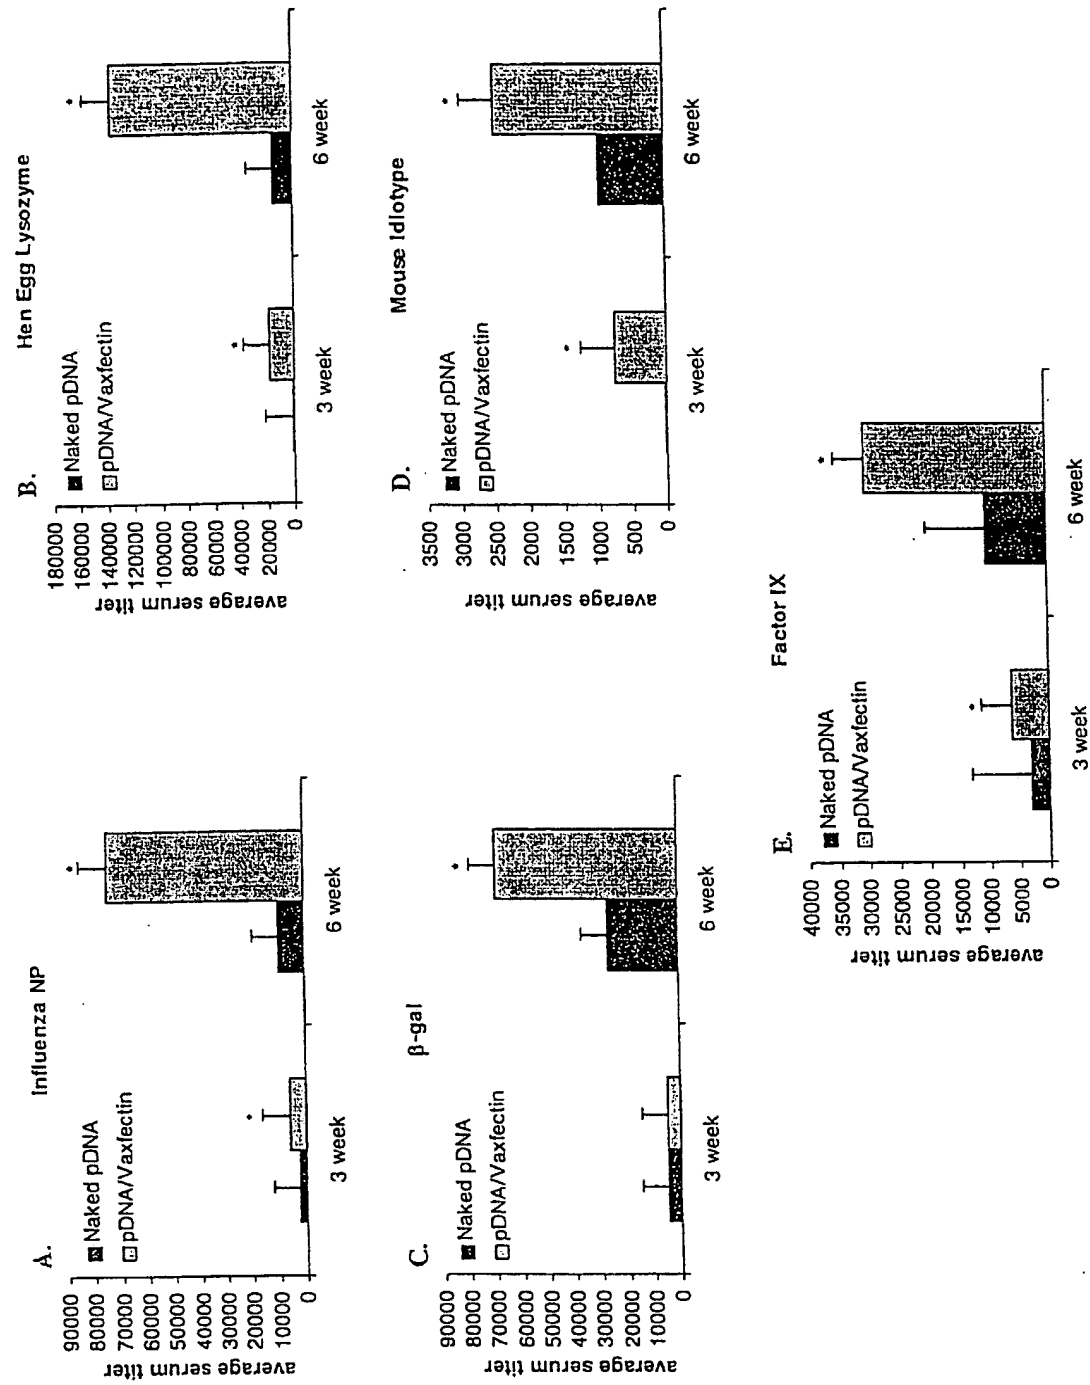 A.
Influenza NP
Naked pDNA
pDNA/Vaxfectin
average serum titer
90000
80000
70000
60000
50000
40000
30000
20000
10000
0
3 week
6 week
*
*
B.
Hen Egg Lysozyme
Naked pDNA
pDNA/Vaxfectin
average serum titer
180000
160000
140000
120000
100000
80000
60000
40000
20000
0
3 week
6 week
*
*
C.
β-gal
Naked pDNA
pDNA/Vaxfectin
average serum titer
90000
80000
70000
60000
50000
40000
30000
20000
10000
0
3 week
6 week
*
D.
Mouse Idiotype
Naked pDNA
pDNA/Vaxfectin
average serum titer
3500
3000
2500
2000
1500
1000
500
0
3 week
6 week
*
*
E.
Factor IX
Naked pDNA
pDNA/Vaxfectin
average serum titer
40000
35000
30000
25000
20000
15000
10000
5000
0
3 week
6 week
*
*